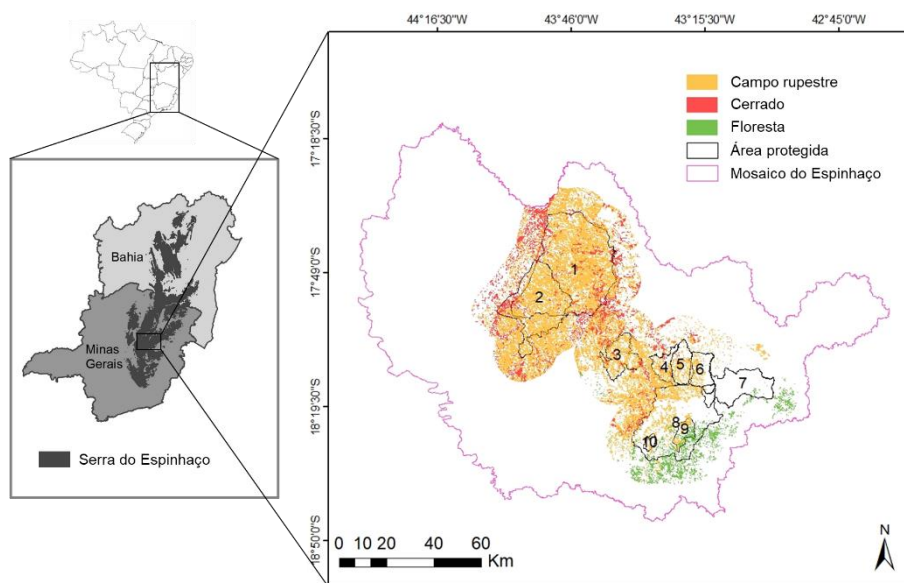 44°16'30"W
43°46'0"W
43°15'30"W
42°45'0"W
Campo rupestre
Cerrado
Floresta
Área protegida
Mosaico do Espinhaço
17°18'30"S
17°49'0"S
18°19'30"S
18°50'0"S
Bahia
Minas
Gerais
Serra do Espinhaço
1
2
3
4
5
6
7
8
9
10
0 10 20 40 60
Km
N